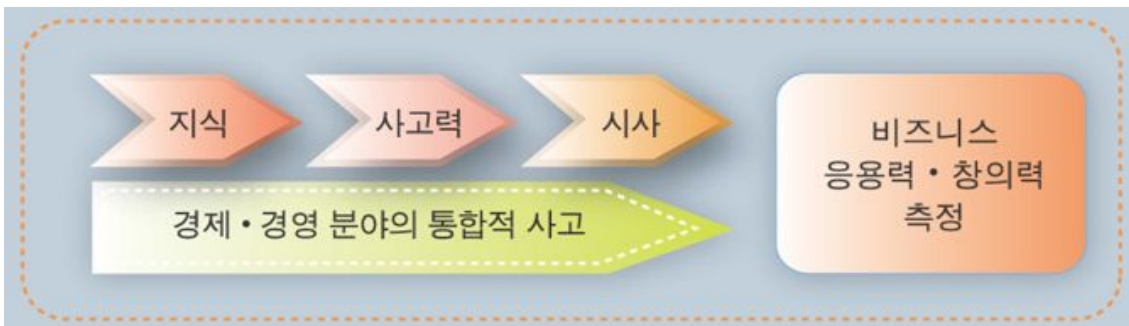 지식
사고력
시사
경제·경영 분야의 통합적 사고
비즈니스
응용력·창의력
측정